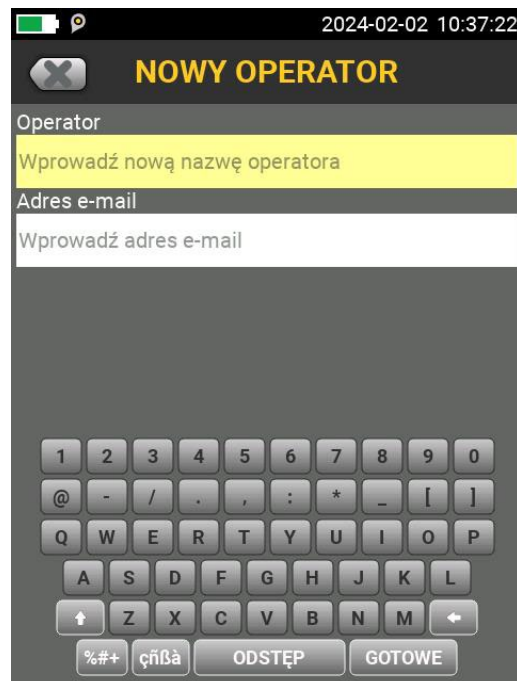 2024-02-02 10:37:22
NOWY OPERATOR
Operator
Wprowadź nową nazwę operatora
Adres e-mail
Wprowadź adres e-mail
1 2 3 4 5 6 7 8 9 0
@ - / . , : * _ [ ]
Q W E R T Y U I O P
A S D F G H J K L
Z X C V B N M
%#+ çñßà ODSTĘP GOTOWE